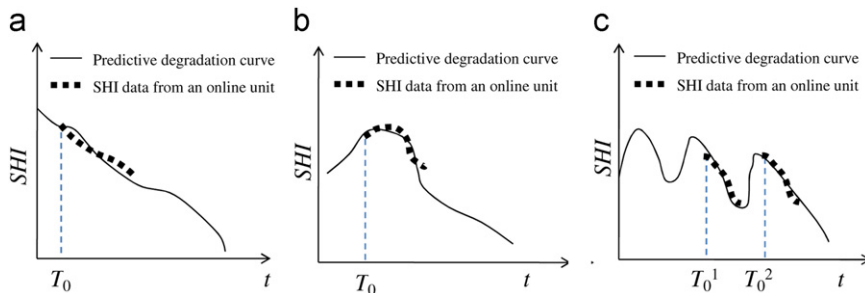 a
Predictive degradation curve
SHI data from an online unit
SHI
T₀
t
b
Predictive degradation curve
SHI data from an online unit
SHI
T₀
t
c
Predictive degradation curve
SHI data from an online unit
SHI
T₀¹
T₀²
t